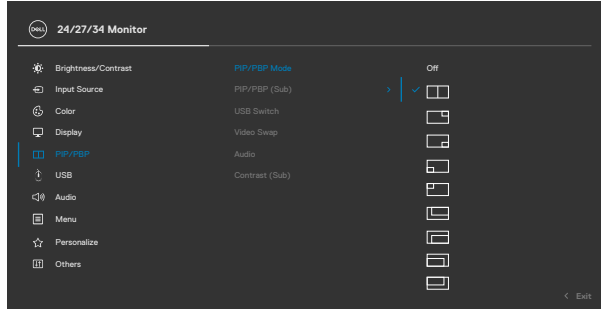 DELL 24/27/34 Monitor
Brightness/Contrast PIP/PBP Mode Off
Input Source PIP/PBP (Sub)
Color USB Switch
Display Video Swap
PIP/PBP Audio
USB Contrast (Sub)
Audio
Menu
Personalize
Others
Exit